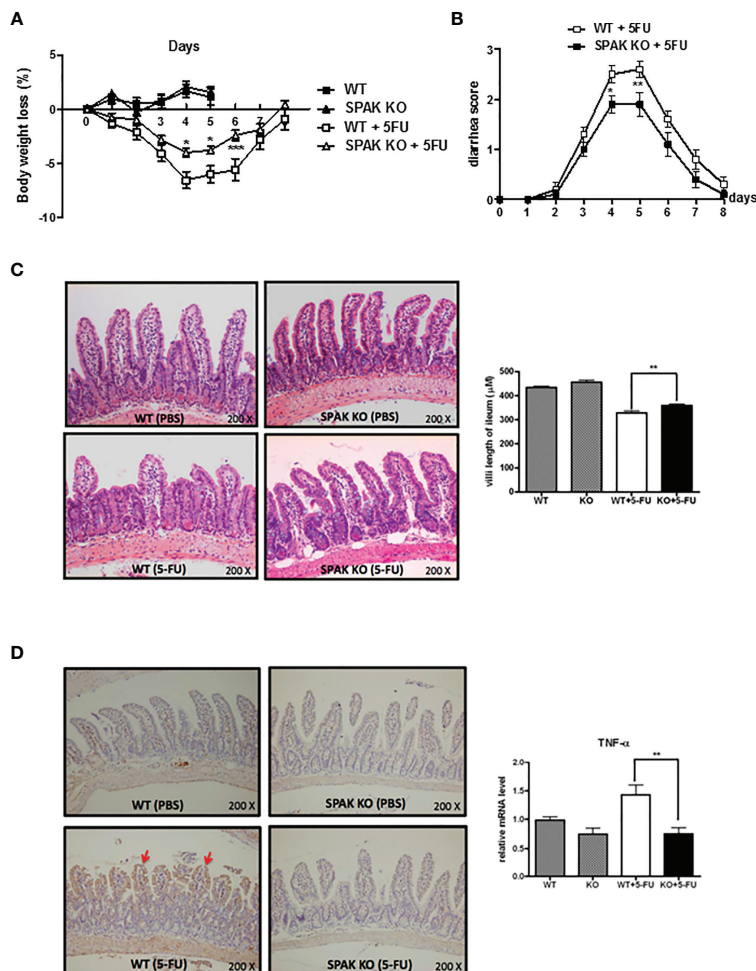 A
Days
5
0
-5
-10
Body weight loss (%)
0 1 2 3 4 5 6 7 8
* * ***
WT
SPAK KO
WT + 5FU
SPAK KO + 5FU
B
WT + 5FU
SPAK KO + 5FU
3
2
1
0
diarrhea score
* **
0 1 2 3 4 5 6 7 8 days
C
WT (PBS) 200 X
SPAK KO (PBS) 200 X
WT (5-FU) 200 X
SPAK KO (5-FU) 200 X
villi length of ileum (μM)
500
400
300
200
100
0
**
WT KO WT+5-FU KO+5-FU
D
WT (PBS) 200 X
SPAK KO (PBS) 200 X
WT (5-FU) 200 X
SPAK KO (5-FU) 200 X
TNF-α
relative mRNA level
2.0
1.5
1.0
0.5
0.0
**
WT KO WT+5-FU KO+5-FU